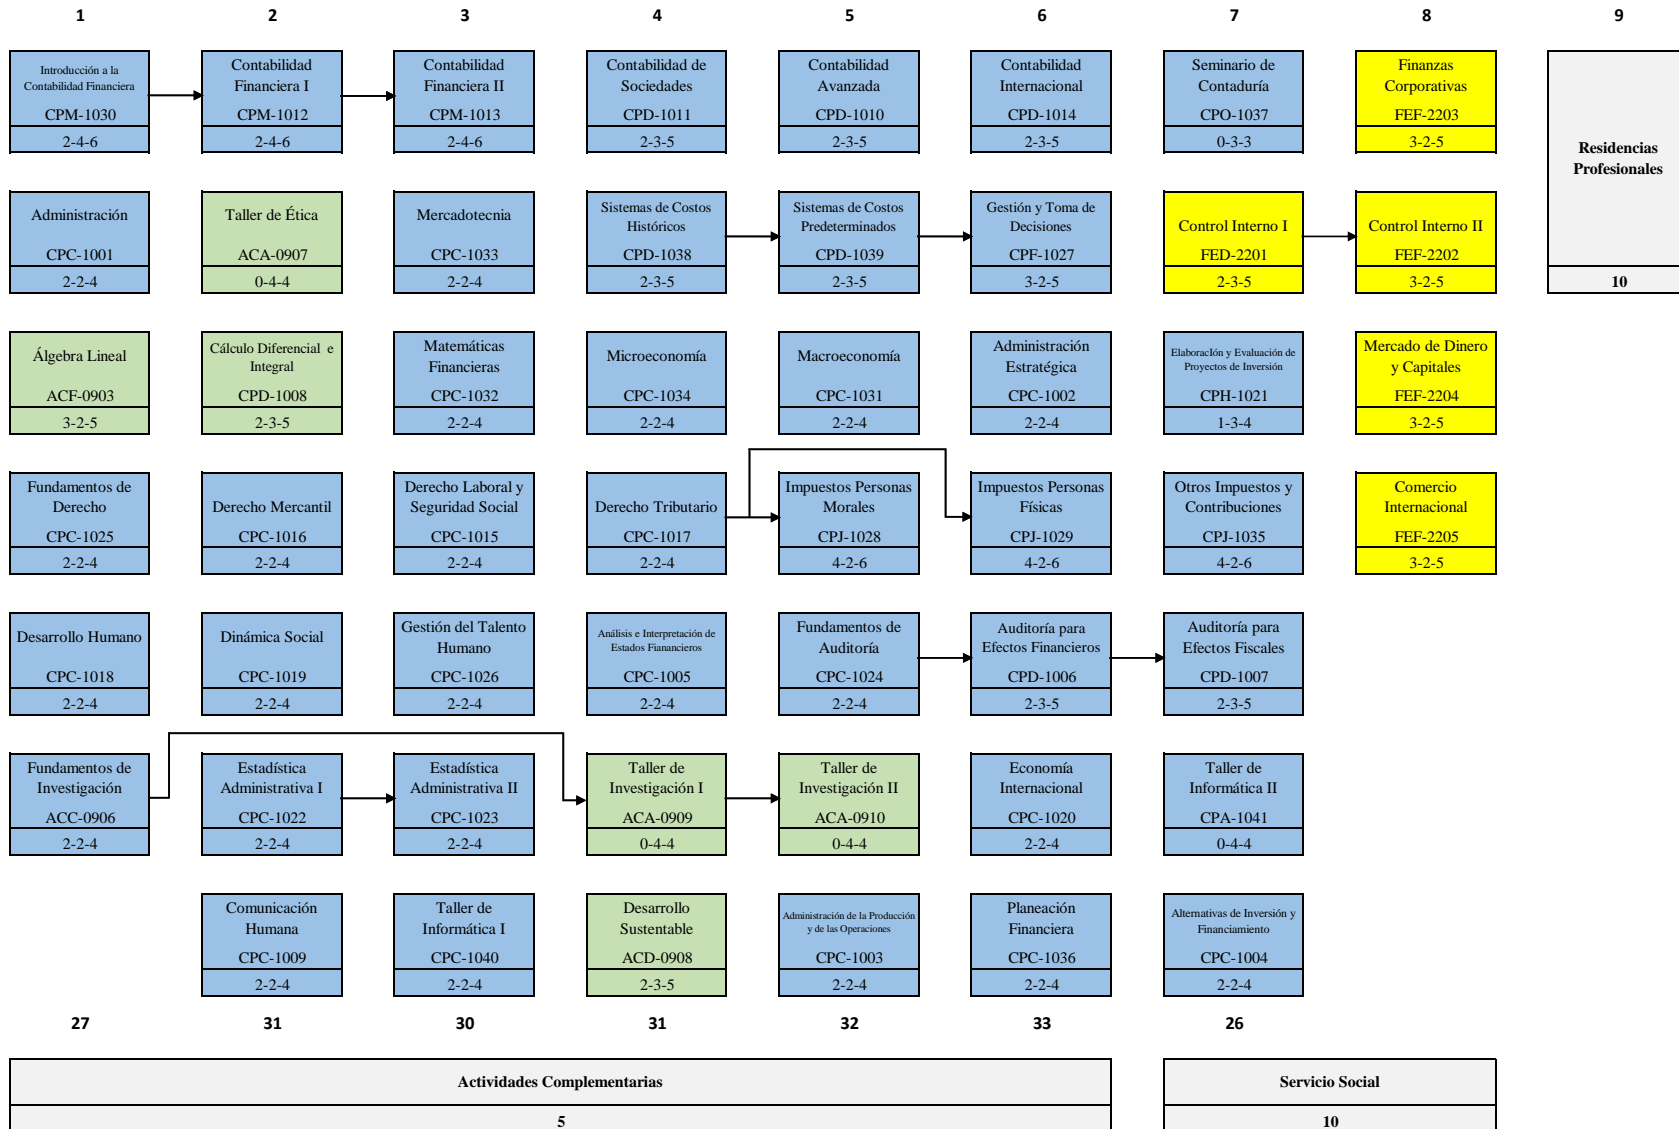 1 2 3 4 5 6 7 8 9
Introducción a la
Contabilidad Financiera
CPM-1030
2-4-6
Contabilidad
Financiera I
CPM-1012
2-4-6
Contabilidad
Financiera II
CPM-1013
2-4-6
Contabilidad de
Sociedades
CPD-1011
2-3-5
Contabilidad
Avanzada
CPD-1010
2-3-5
Contabilidad
Internacional
CPD-1014
2-3-5
Seminario de
Contaduría
CPO-1037
0-3-3
Finanzas
Corporativas
FEF-2203
3-2-5
Residencias
Profesionales
10
Administración
CPC-1001
2-2-4
Taller de Ética
ACA-0907
0-4-4
Mercadotecnia
CPC-1033
2-2-4
Sistemas de Costos
Históricos
CPD-1038
2-3-5
Sistemas de Costos
Predeterminados
CPD-1039
2-3-5
Gestión y Toma de
Decisiones
CPF-1027
3-2-5
Control Interno I
FED-2201
2-3-5
Control Interno II
FEF-2202
3-2-5
Álgebra Lineal
ACF-0903
3-2-5
Cálculo Diferencial e
Integral
CPD-1008
2-3-5
Matemáticas
Financieras
CPC-1032
2-2-4
Microeconomía
CPC-1034
2-2-4
Macroeconomía
CPC-1031
2-2-4
Administración
Estratégica
CPC-1002
2-2-4
ElaboracIón y Evaluación de
Proyectos de Inversión
CPH-1021
1-3-4
Mercado de Dinero
y Capitales
FEF-2204
3-2-5
Fundamentos de
Derecho
CPC-1025
2-2-4
Derecho Mercantil
CPC-1016
2-2-4
Derecho Laboral y
Seguridad Social
CPC-1015
2-2-4
Derecho Tributario
CPC-1017
2-2-4
Impuestos Personas
Morales
CPJ-1028
4-2-6
Impuestos Personas
Físicas
CPJ-1029
4-2-6
Otros Impuestos y
Contribuciones
CPJ-1035
4-2-6
Comercio
Internacional
FEF-2205
3-2-5
Desarrollo Humano
CPC-1018
2-2-4
Dinámica Social
CPC-1019
2-2-4
Gestión del Talento
Humano
CPC-1026
2-2-4
Análisis e Interpretación de
Estados Fianancieros
CPC-1005
2-2-4
Fundamentos de
Auditoría
CPC-1024
2-2-4
Auditoría para
Efectos Financieros
CPD-1006
2-3-5
Auditoría para
Efectos Fiscales
CPD-1007
2-3-5
Fundamentos de
Investigación
ACC-0906
2-2-4
Estadística
Administrativa I
CPC-1022
2-2-4
Estadística
Administrativa II
CPC-1023
2-2-4
Taller de
Investigación I
ACA-0909
0-4-4
Taller de
Investigación II
ACA-0910
0-4-4
Economía
Internacional
CPC-1020
2-2-4
Taller de
Informática II
CPA-1041
0-4-4
Comunicación
Humana
CPC-1009
2-2-4
Taller de
Informática I
CPC-1040
2-2-4
Desarrollo
Sustentable
ACD-0908
2-3-5
Administración de la Producción
y de las Operaciones
CPC-1003
2-2-4
Planeación
Financiera
CPC-1036
2-2-4
Alternativas de Inversión y
Financiamiento
CPC-1004
2-2-4
27 31 30 31 32 33 26
Actividades Complementarias
5
Servicio Social
10